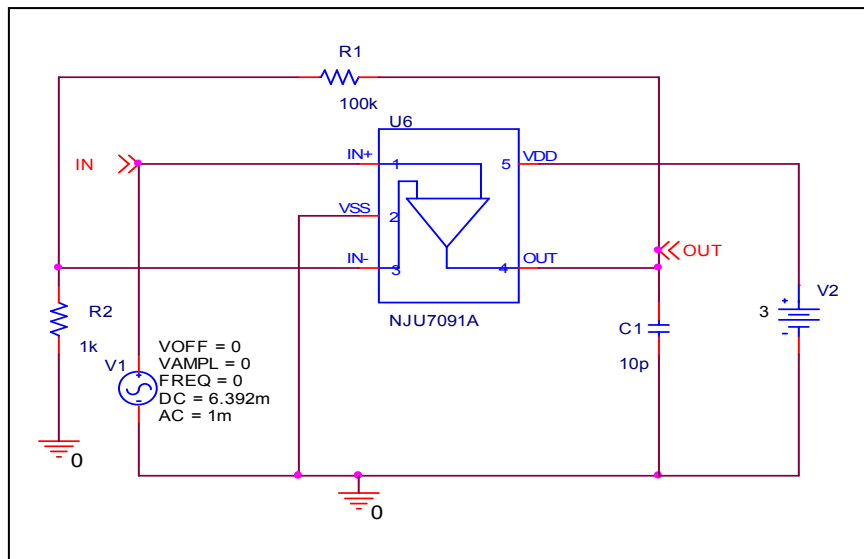 R1
100k
U6
IN
IN+
1
5
VDD
VSS
2
OUT
IN-
3
4
OUT
NJU7091A
R2
1k
V1
VOFF = 0
VAMPL = 0
FREQ = 0
DC = 6.392m
AC = 1m
C1
10p
+
V2
3
-
+
-
0
0